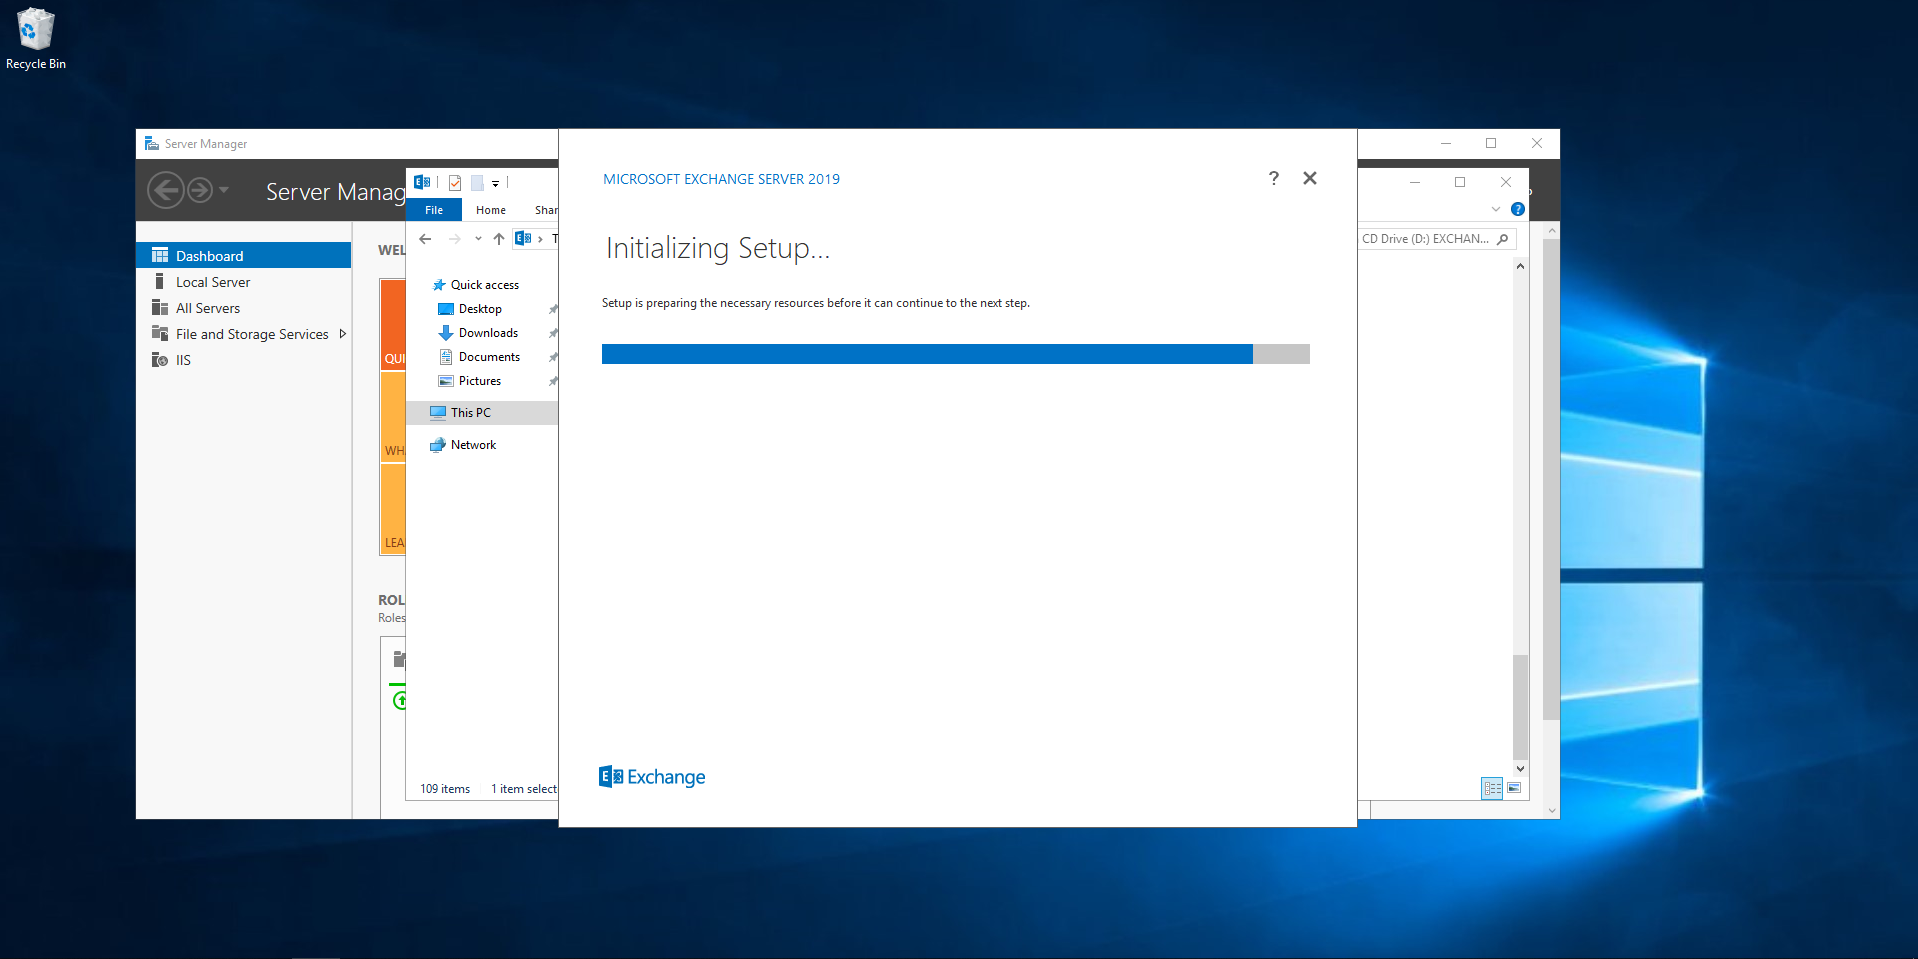 Recycle Bin
Server Manager
Server Manag
Dashboard
Local Server
All Servers
File and Storage Services
IIS
WEL
QUI
WHA
LEA
ROL
Roles
File
Home
Shar
T
CD Drive (D:) EXCHAN...
Quick access
Desktop
Downloads
Documents
Pictures
This PC
Network
109 items
1 item select
MICROSOFT EXCHANGE SERVER 2019
?
Initializing Setup...
Setup is preparing the necessary resources before it can continue to the next step.
Exchange